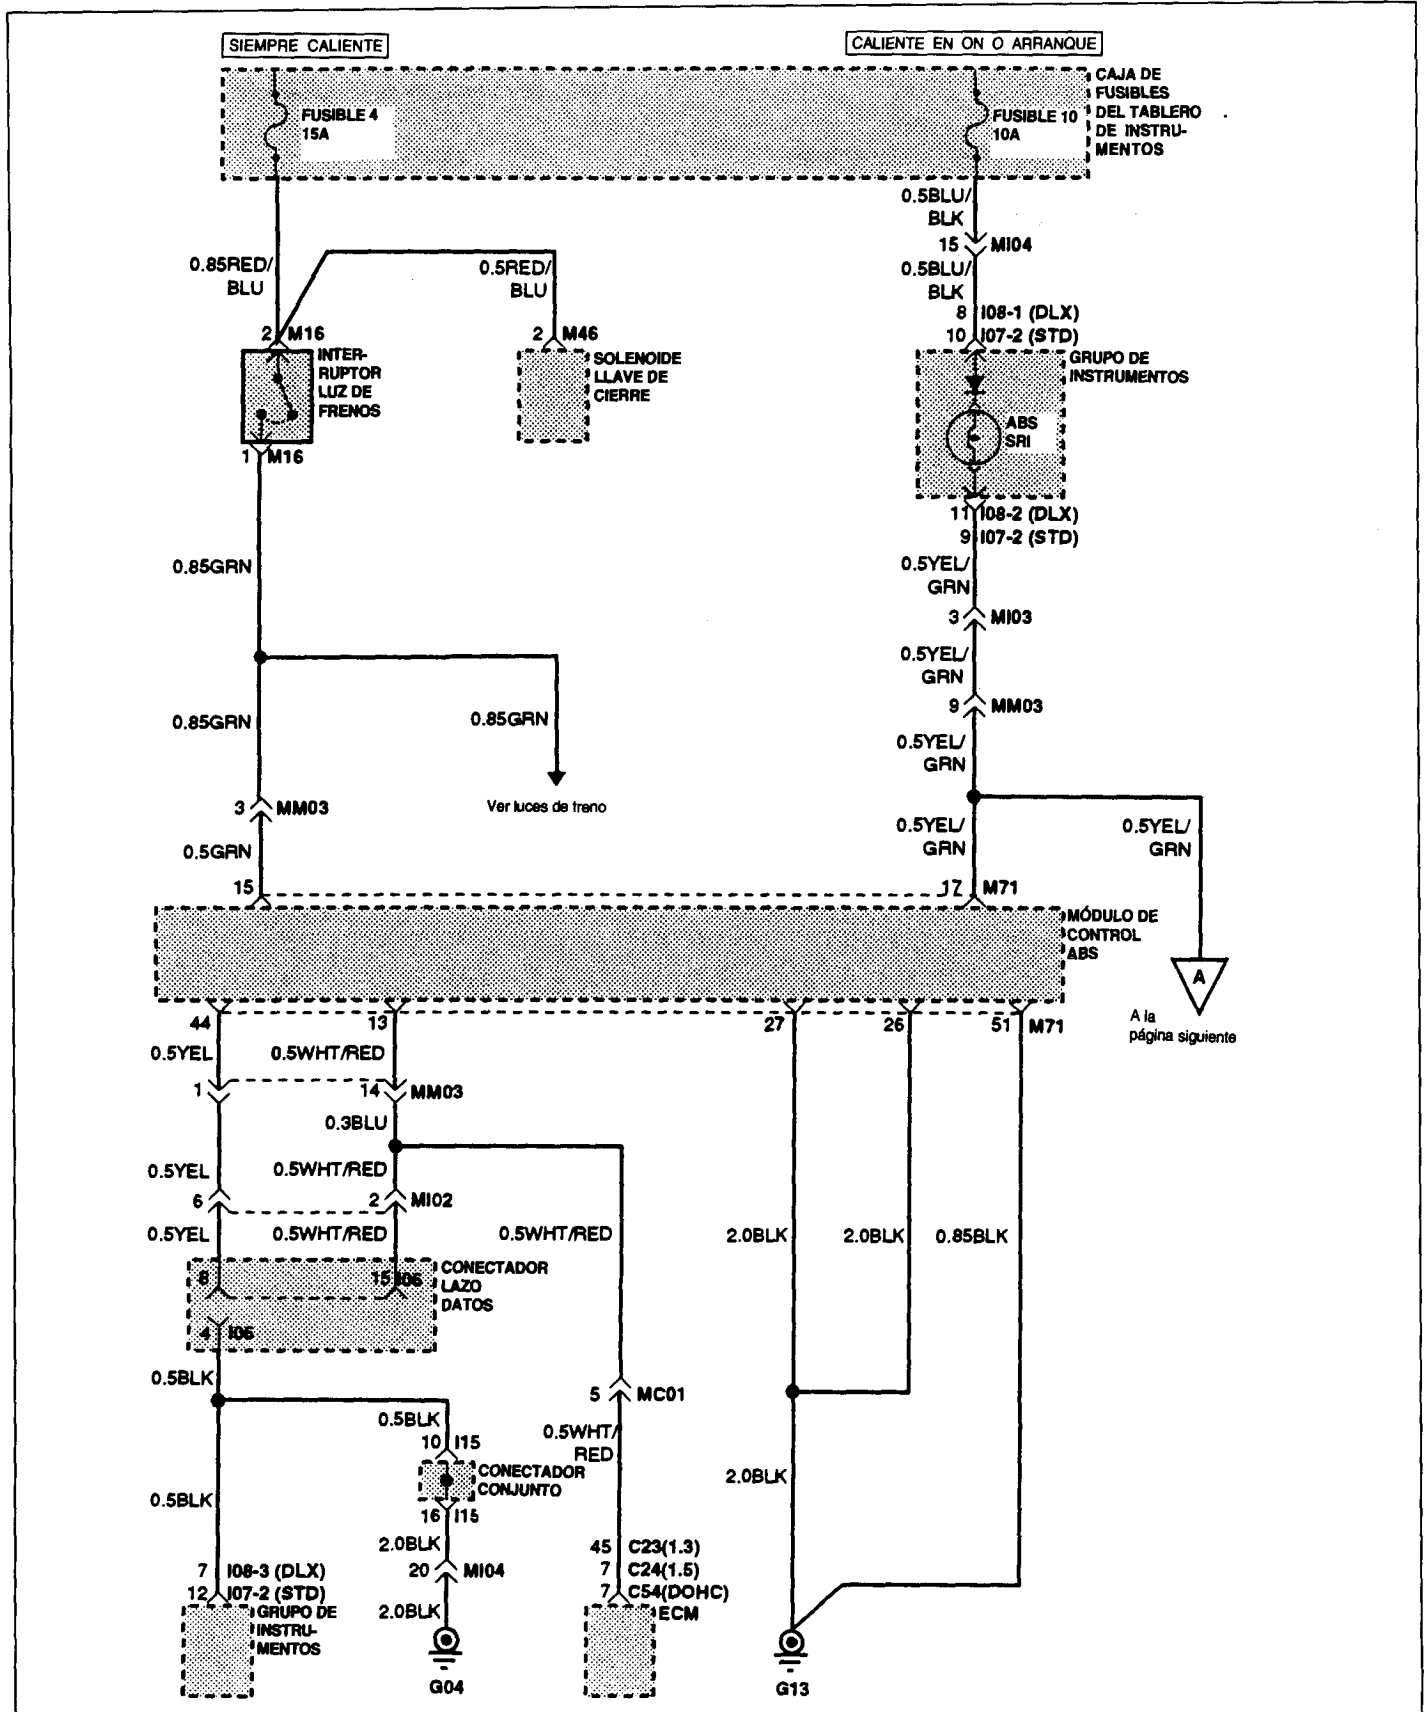 SIEMPRE CALIENTE
CALIENTE EN ON O ARRANQUE
FUSIBLE 4
15A
FUSIBLE 10
10A
CAJA DE
FUSIBLES
DEL TABLERO
DE INSTRU-
MENTOS
0.5BLU/
BLK
15 MI04
0.85RED/
BLU
0.5RED/
BLU
0.5BLU/
BLK
8 I08-1 (DLX)
10 I07-2 (STD)
2 M16
2 M46
INTER-
RUPTOR
LUZ DE
FRENOS
SOLENOIDE
LLAVE DE
CIERRE
GRUPO DE
INSTRUMENTOS
ABS
SRI
1 M16
11 I08-2 (DLX)
9 I07-2 (STD)
0.85GRN
0.5YEL/
GRN
3 MI03
0.5YEL/
GRN
9 MM03
0.85GRN
0.85GRN
0.5YEL/
GRN
Ver luces de treno
3 MM03
0.5GRN
0.5YEL/
GRN
0.5YEL/
GRN
15
17 M71
MÓDULO DE
CONTROL
ABS
A
A la
página siguiente
44
13
27
26
51 M71
0.5YEL
0.5WHT/RED
1
14 MM03
0.3BLU
0.5YEL
0.5WHT/RED
6
2 MI02
0.5YEL
0.5WHT/RED
0.5WHT/RED
2.0BLK
2.0BLK
0.85BLK
8
15 I06
CONECTADOR
LAZO
DATOS
4 I06
0.5BLK
5 MC01
0.5BLK
10 I15
0.5WHT/
RED
CONECTADOR
CONJUNTO
2.0BLK
0.5BLK
16 I15
2.0BLK
45 C23(1.3)
7 I08-3 (DLX)
20 MI04
7 C24(1.5)
12 I07-2 (STD)
7 C54(DOHC)
GRUPO DE
INSTRU-
MENTOS
2.0BLK
ECM
G04
G13